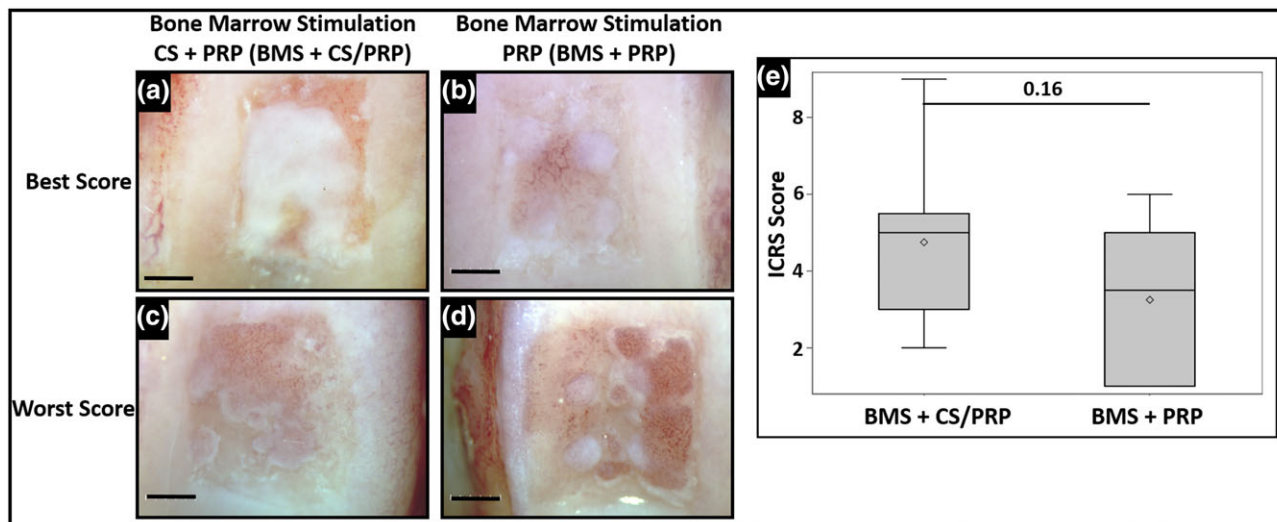 Bone Marrow Stimulation
CS + PRP (BMS + CS/PRP)
Bone Marrow Stimulation
PRP (BMS + PRP)
(a)
(b)
(e)
0.16
Best Score
8
6
4
2
ICRS Score
(c)
(d)
Worst Score
BMS + CS/PRP
BMS + PRP